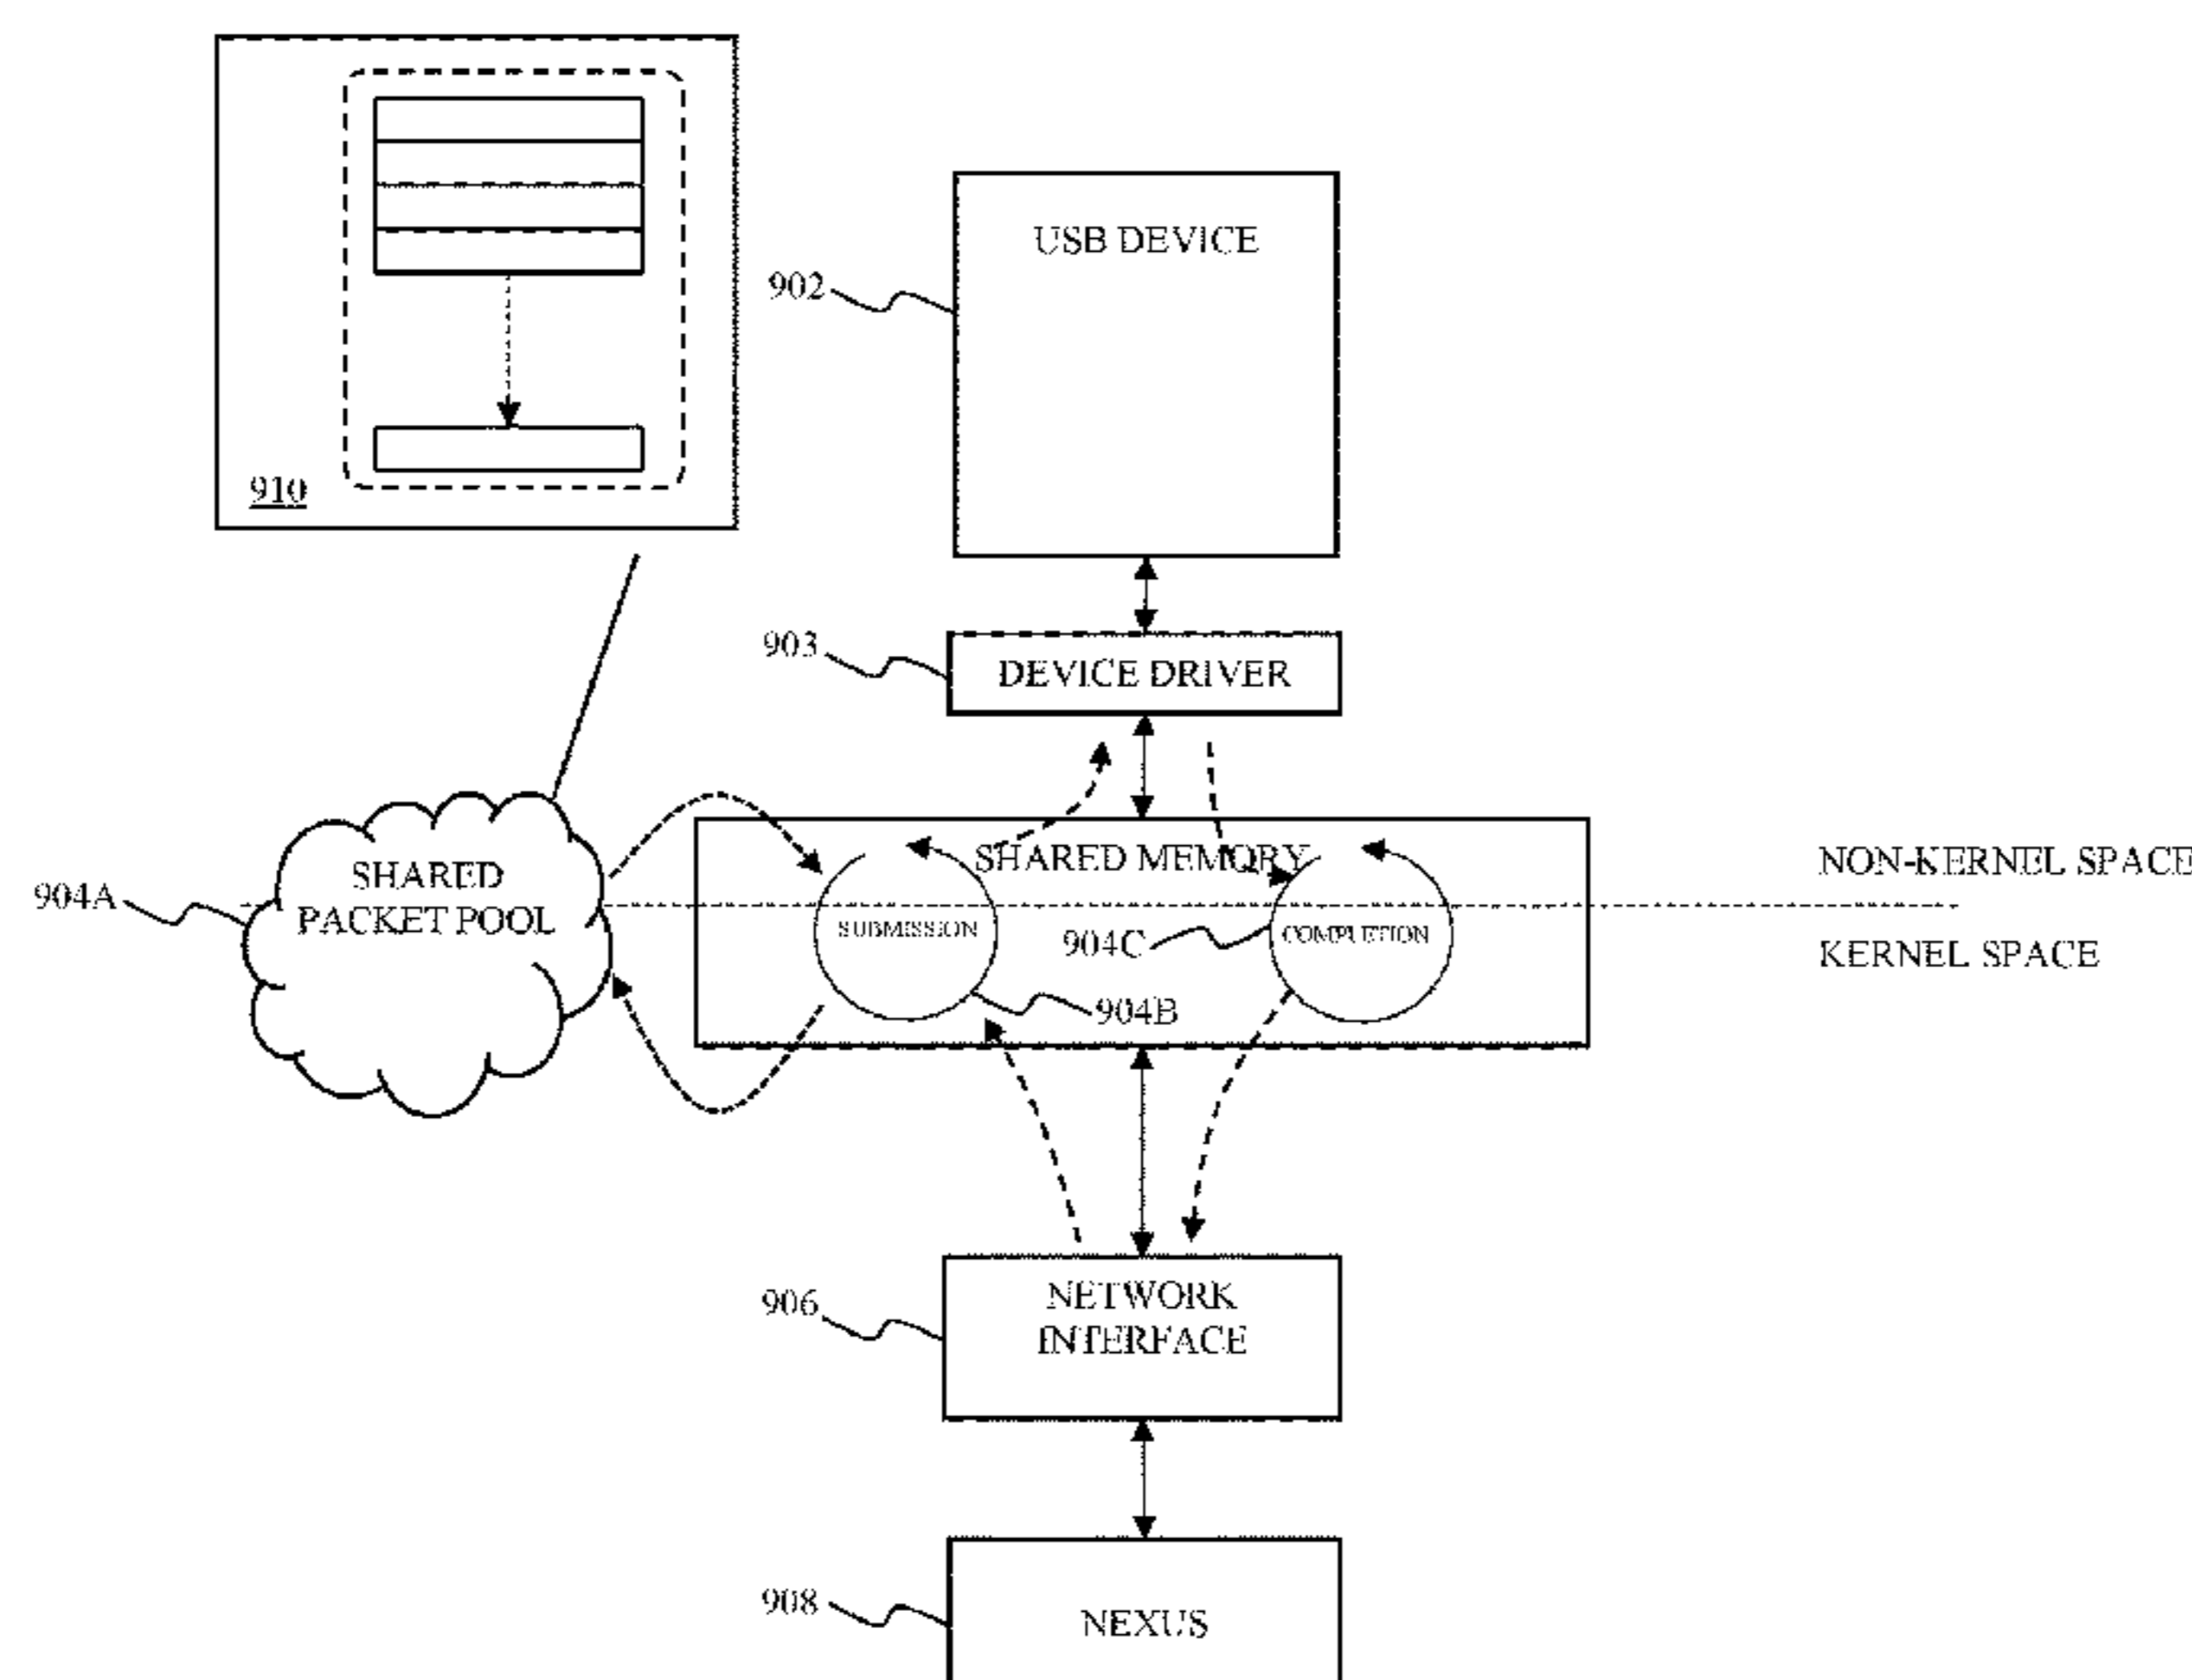 USB DEVICE
902
910
903
DEVICE DRIVER
SHARED
PACKET POOL
904A
SHARED MEMORY
NON-KERNEL SPACE
SUBMISSION
904C
COMPLETION
KERNEL SPACE
904B
NETWORK
INTERFACE
906
908
NEXUS